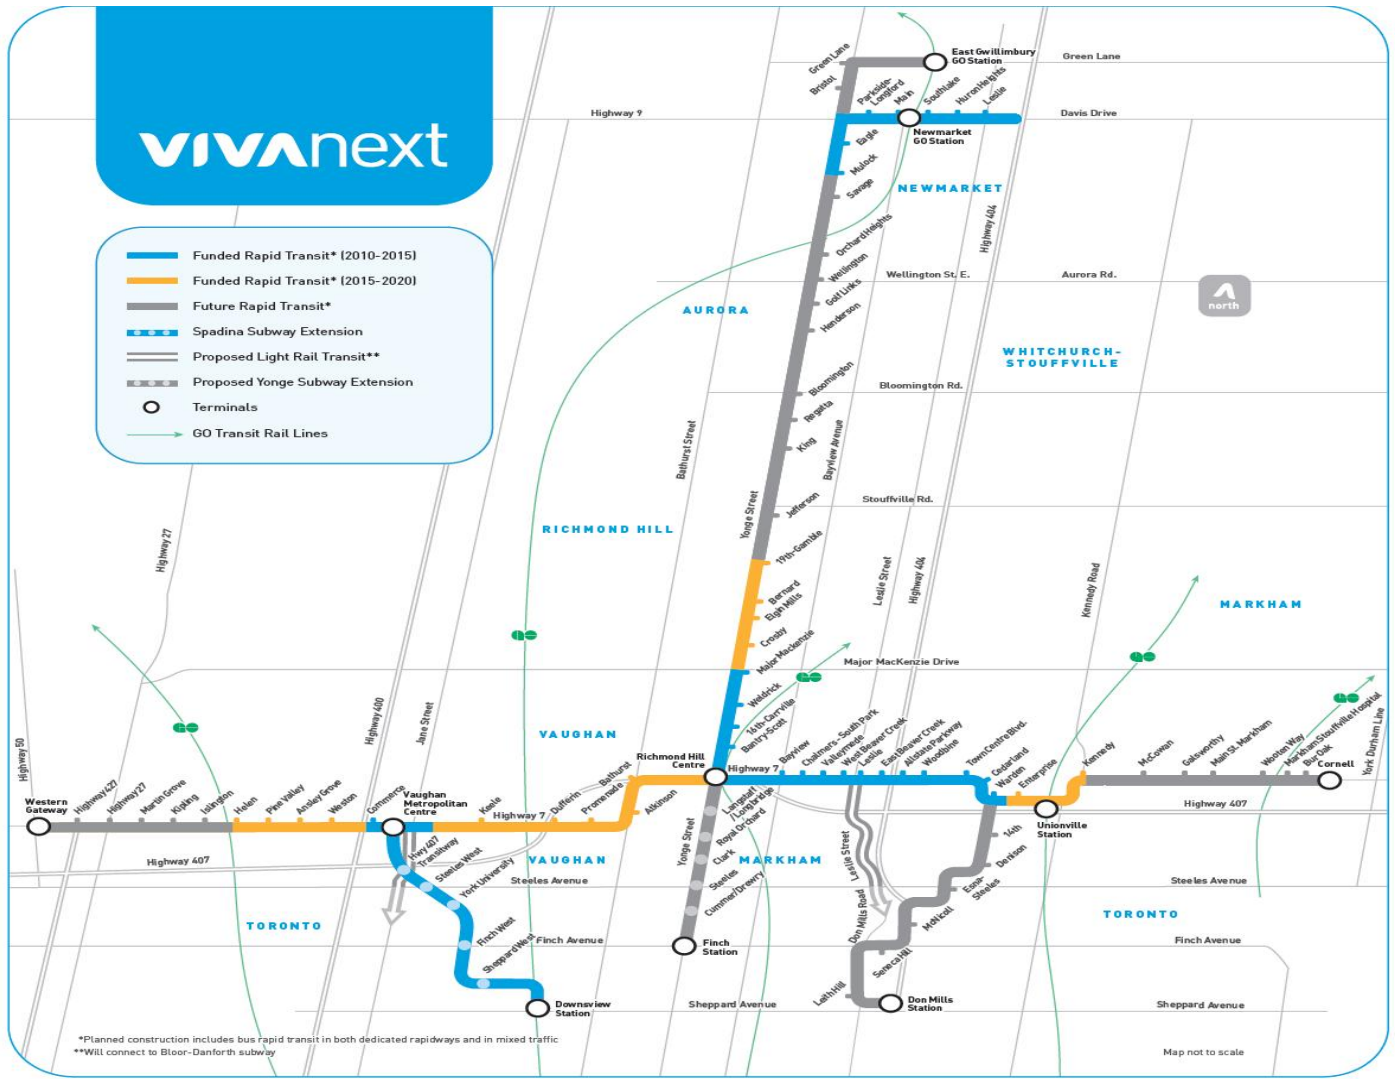 VIVAnext
Funded Rapid Transit* (2010-2015)
Funded Rapid Transit* (2015-2020)
Future Rapid Transit*
Spadina Subway Extension
Proposed Light Rail Transit**
Proposed Yonge Subway Extension
Terminals
GO Transit Rail Lines
Green Lane
Bristol
East Gwillimbury
GO Station
Green Lane
Parkside-
Longford
Main
Southlake
Huron Heights
Leslie
Highway 9
Davis Drive
Newmarket
GO Station
Eagle
Mulock
Savage
NEWMARKET
Highway 404
Orchard Heights
Wellington
Golf Links
Henderson
Wellington St. E.
Aurora Rd.
north
AURORA
WHITCHURCH-
STOUFFVILLE
Bloomington
Regatta
King
Bloomington Rd.
Bathurst Street
Bayview Avenue
Jefferson
Stouffville Rd.
Yonge Street
RICHMOND HILL
Highway 27
19th-Gamble
Bernard
Elgin Mills
Crosby
Major Mackenzie
Leslie Street
Highway 404
Kennedy Road
MARKHAM
Major MacKenzie Drive
Weldrick
16th-Carrville
Bantry-Scott
Highway 400
Jane Street
VAUGHAN
Richmond Hill
Centre
Highway 7
Bayview
Chalmers - South Park
Valleymede
West Beaver Creek
Leslie
East Beaver Creek
Allstate Parkway
Woodbine
Town Centre Blvd.
Cedarland
Warden
Enterprise
Kennedy
McCowan
Galsworthy
Main St. Markham
Wooten Way
Markham Stouffville Hospital
Bur Oak
Cornell
York Durham Line
Highway 50
Western
Gateway
Highway 427
Highway 27
Martin Grove
Kipling
Islington
Helen
Pine Valley
Ansley Grove
Weston
Commerce
Vaughan
Metropolitan
Centre
Keele
Highway 7
Dufferin
Promenade
Bathurst
Atkinson
Highway 407
Unionville
Station
Highway 407
Hwy 407
Transitway
Steeles West
York University
Finch West
Sheppard West
Downsview
Station
VAUGHAN
Steeles Avenue
TORONTO
Finch Avenue
Yonge Street
Langstaff
/Longbridge
Royal Orchard
Clark
Steeles
Cummer/Drewry
Finch
Station
MARKHAM
Leslie Street
Don Mills Road
14th
Denison
Esna-
Steeles
McNicoll
Seneca Hill
Leith Hill
Don Mills
Station
Steeles Avenue
TORONTO
Finch Avenue
Sheppard Avenue
Sheppard Avenue
*Planned construction includes bus rapid transit in both dedicated rapidways and in mixed traffic
**Will connect to Bloor-Danforth subway
Map not to scale